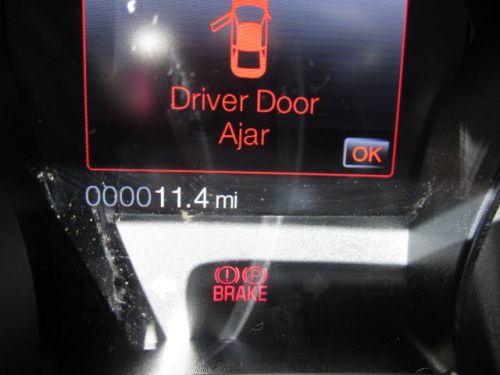 Driver Door
Ajar
OK
000011.4 mi
(!) (P)
BRAKE